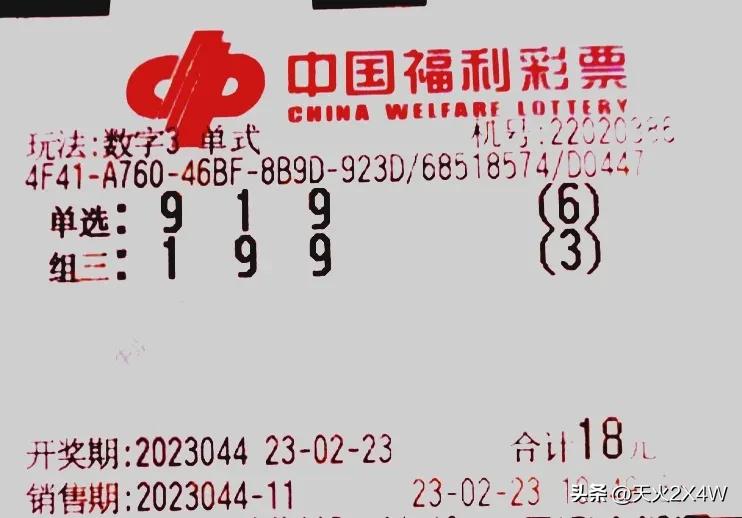 中国福利彩票
CHINA WELFARE LOTTERY
玩法:数字3 单式 机号:22020386
4F41-A760-46BF-8B9D-923D/68518574/D0447
单选: 9 1 9 (6)
组三: 1 9 9 (3)
开奖期:2023044 23-02-23 合计18元
销售期:2023044-11 23-02-23
头条 @天火2X4W